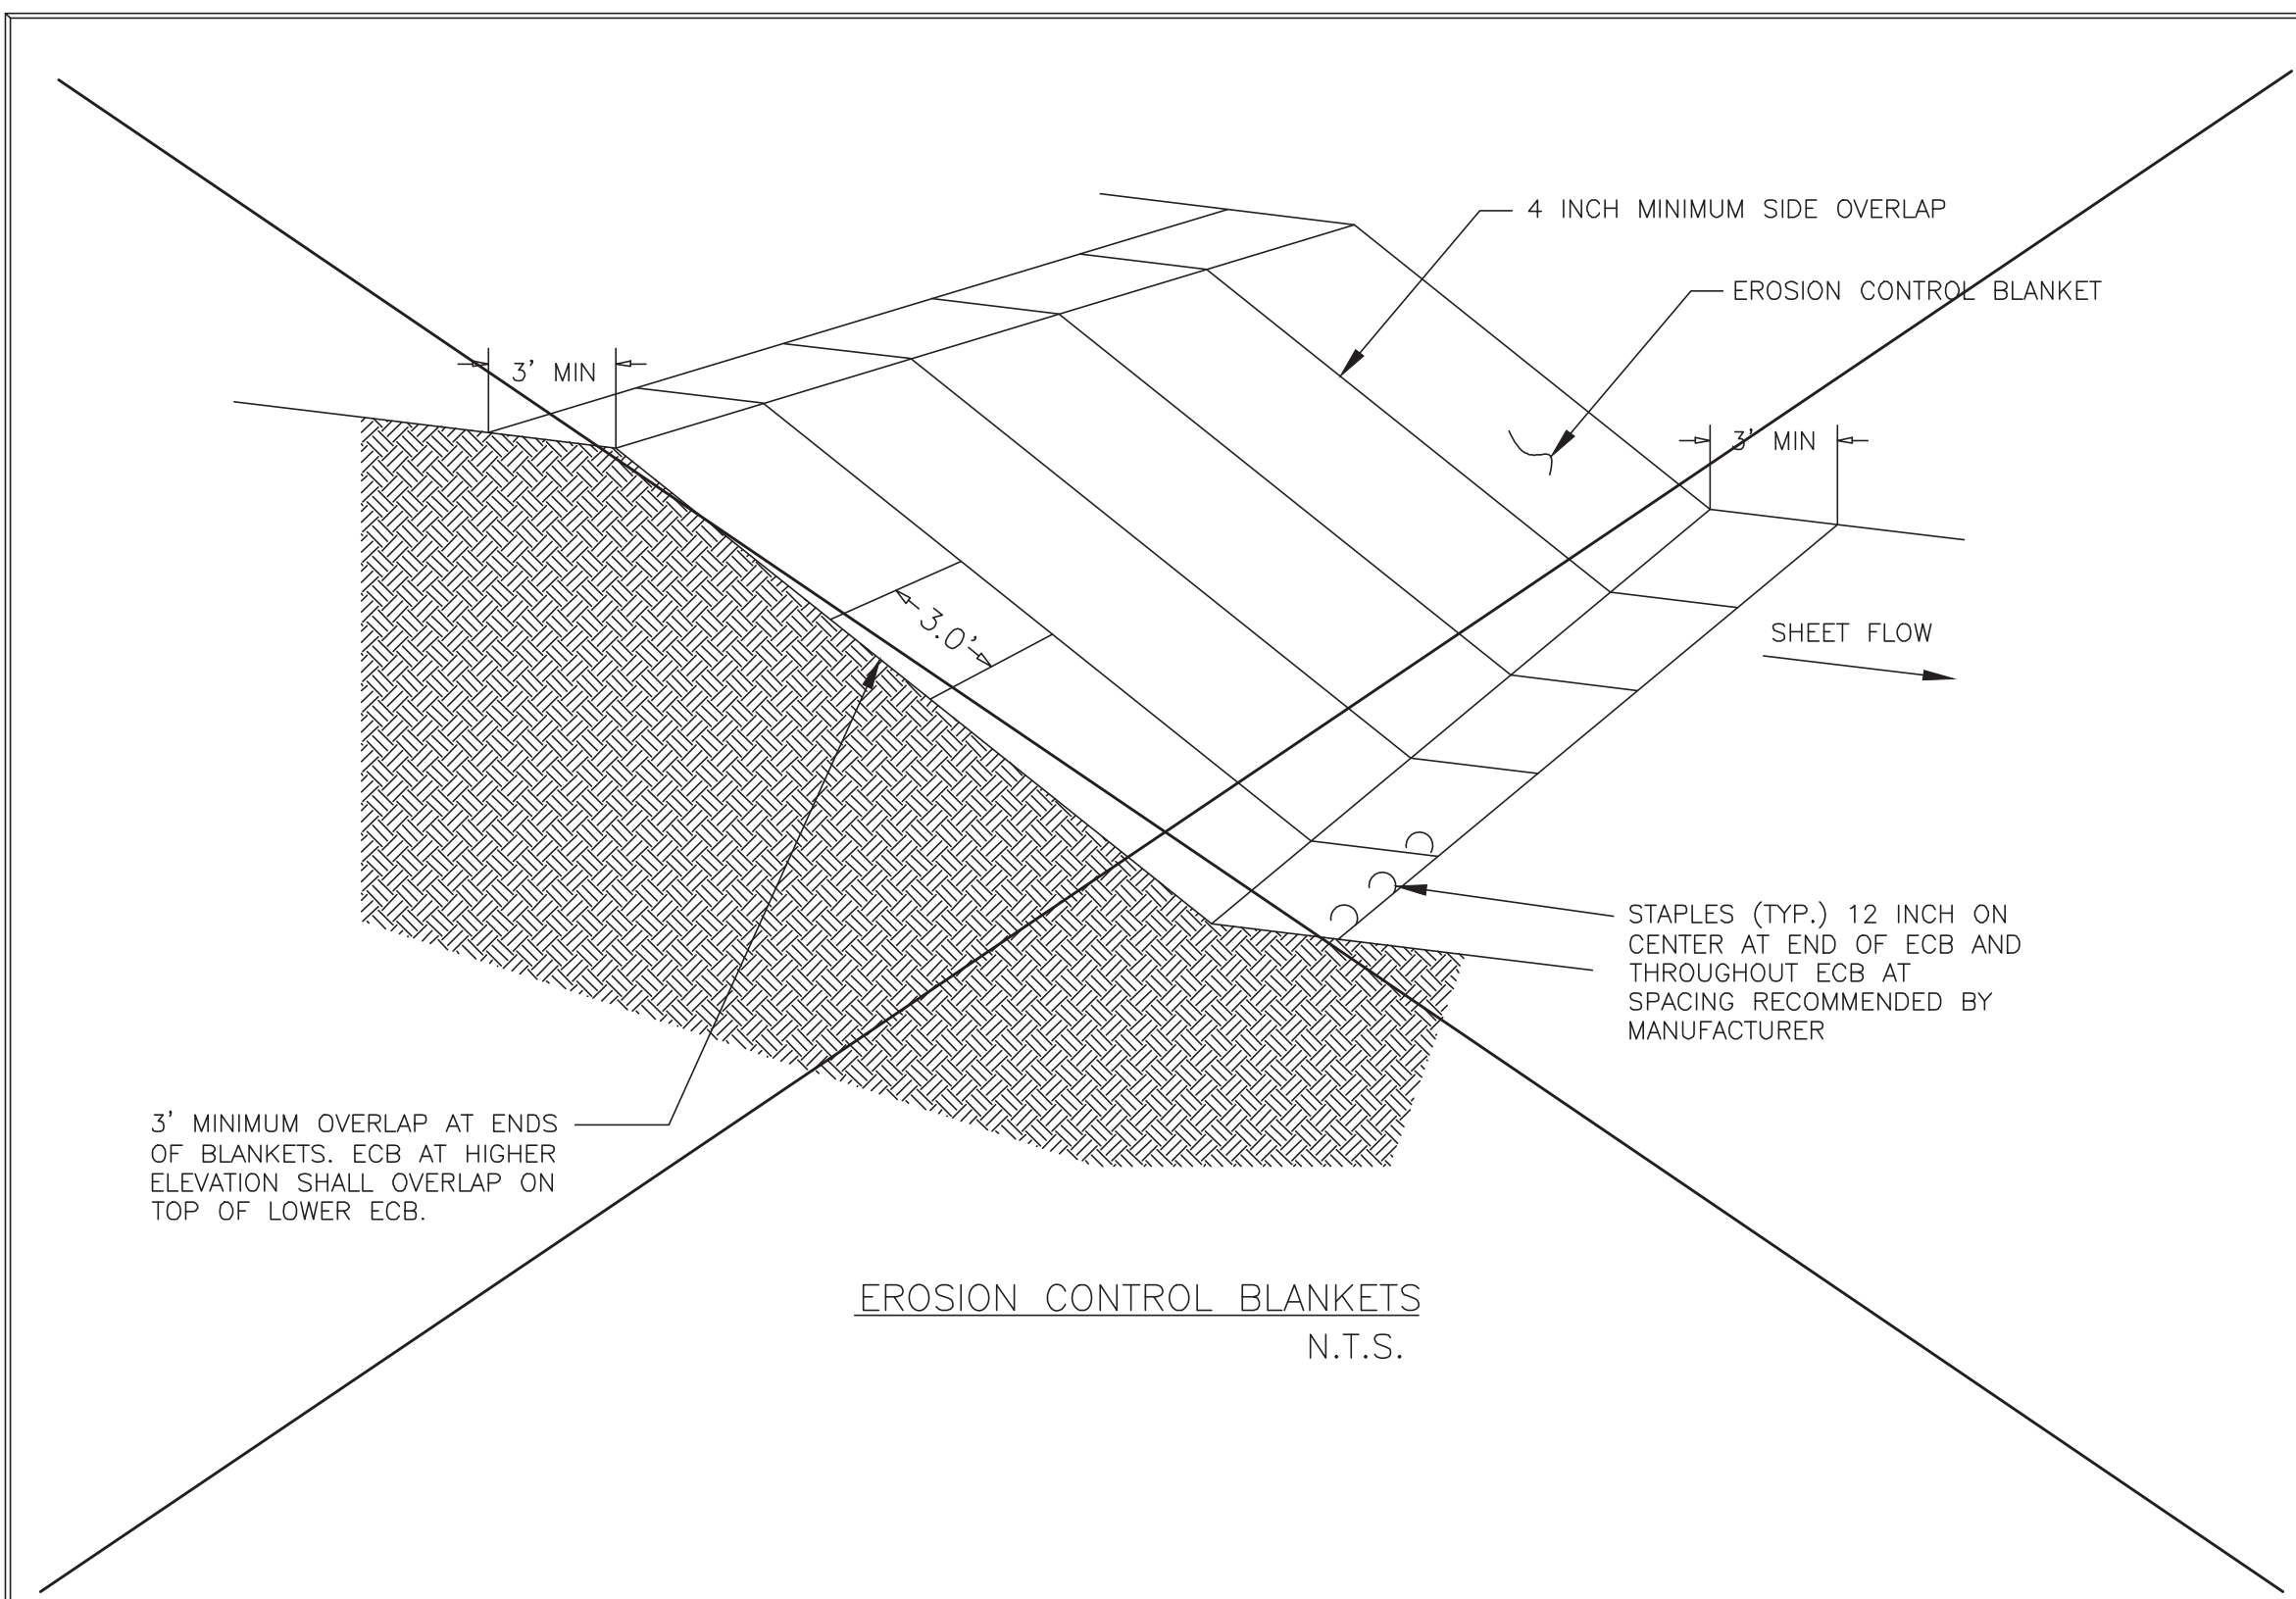 4 INCH MINIMUM SIDE OVERLAP
EROSION CONTROL BLANKET
3' MIN
3' MIN
3.0'
SHEET FLOW
STAPLES (TYP.) 12 INCH ON
CENTER AT END OF ECB AND
THROUGHOUT ECB AT
SPACING RECOMMENDED BY
MANUFACTURER
3' MINIMUM OVERLAP AT ENDS
OF BLANKETS. ECB AT HIGHER
ELEVATION SHALL OVERLAP ON
TOP OF LOWER ECB.
EROSION CONTROL BLANKETS
N.T.S.